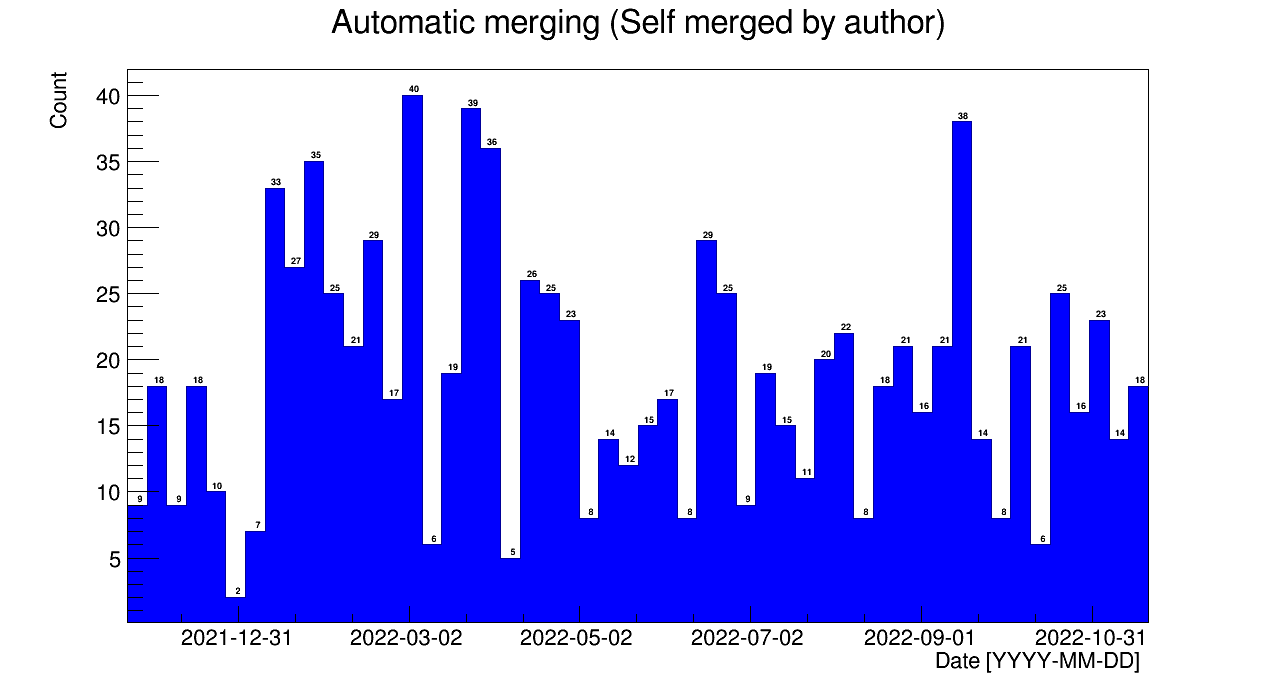 Automatic merging (Self merged by author)
Count
40
35
30
25
20
15
10
5
9 18 9 18 10 2 7 33 27 35 25 21 29 17 40 6 19 39 36 5 26 25 23 8 14 12 15 17 8 29 25 9 19 15 11 20 22 8 18 21 16 21 38 14 8 21 6 25 16 23 14 18
2021-12-31 2022-03-02 2022-05-02 2022-07-02 2022-09-01 2022-10-31
Date [YYYY-MM-DD]